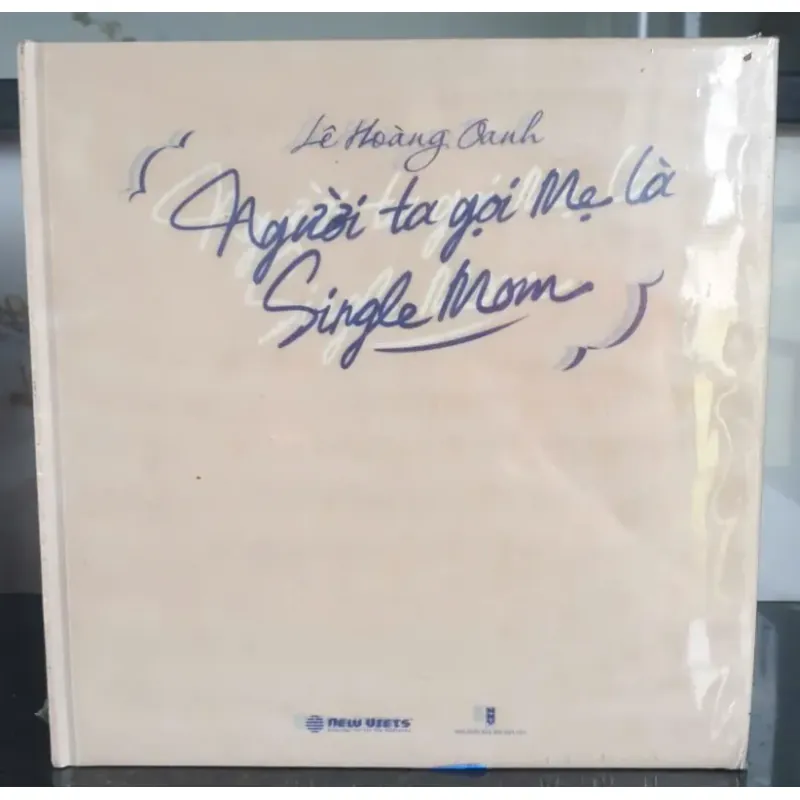 Lê Hoàng Oanh
Người ta gọi Mẹ là
Single Mom
NEW VIETS